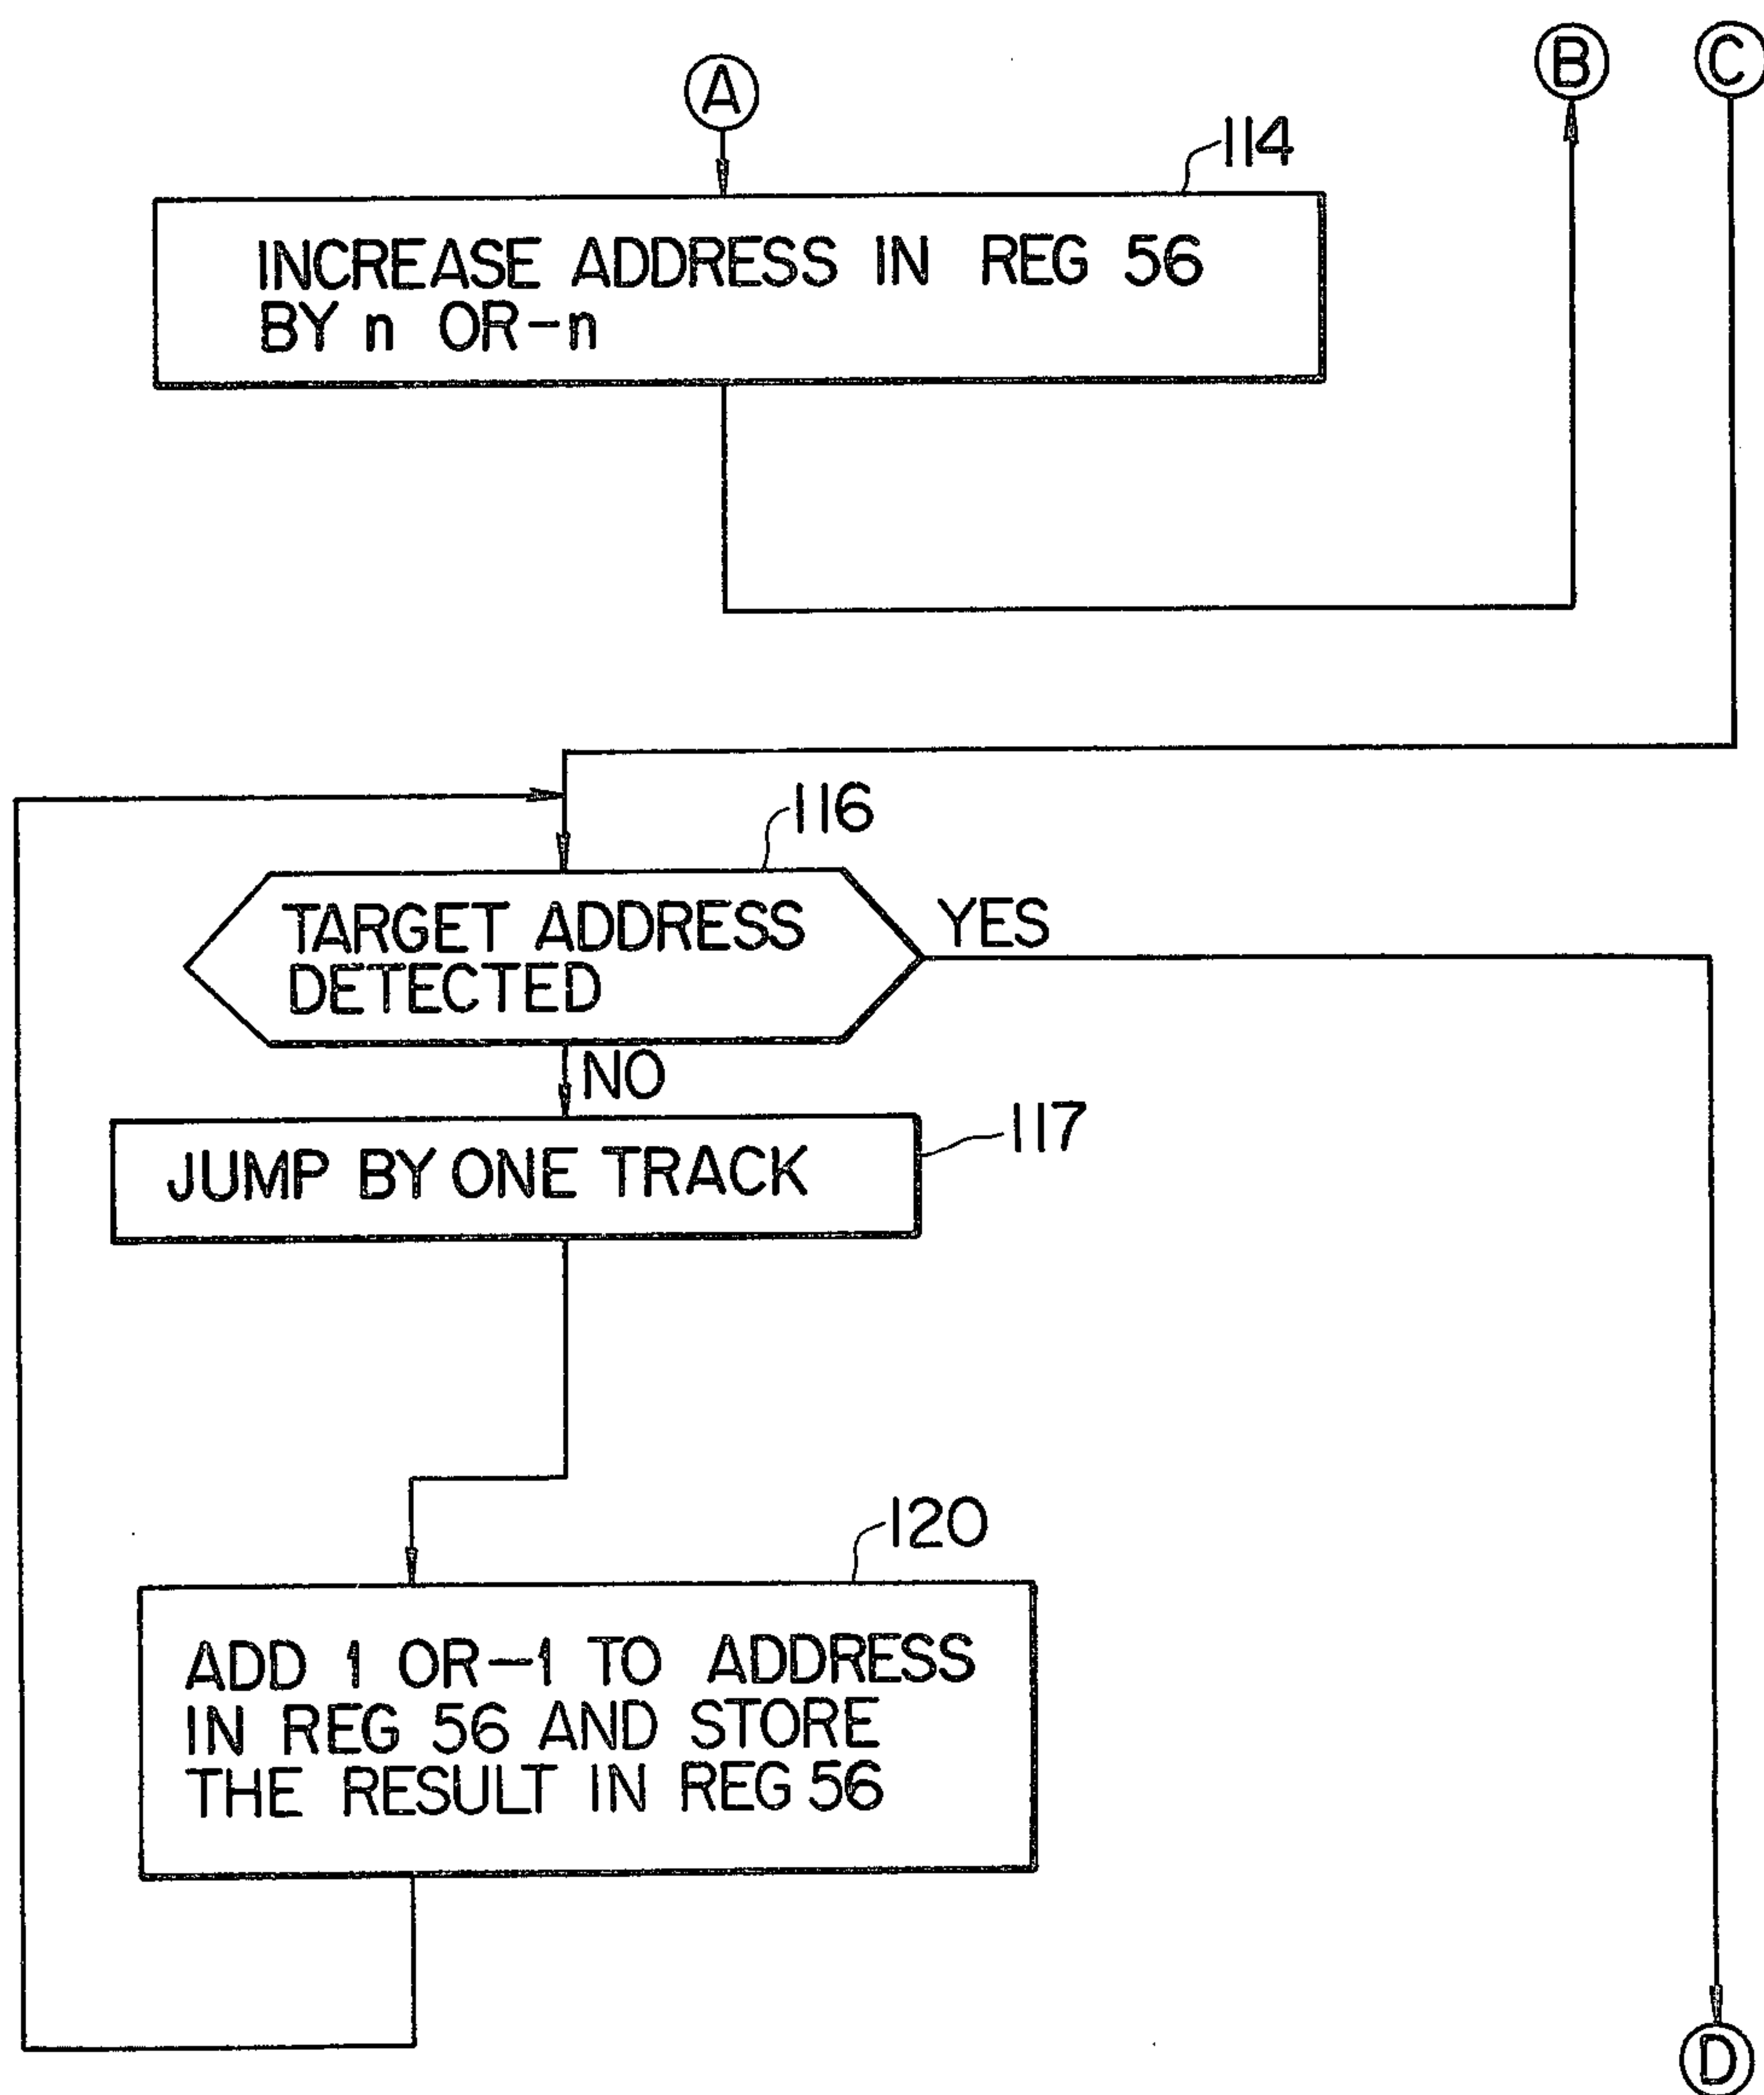 B
C
A
114
INCREASE ADDRESS IN REG 56
BY n OR-n
116
TARGET ADDRESS
DETECTED
YES
NO
117
JUMP BY ONE TRACK
120
ADD 1 OR-1 TO ADDRESS
IN REG 56 AND STORE
THE RESULT IN REG 56
D